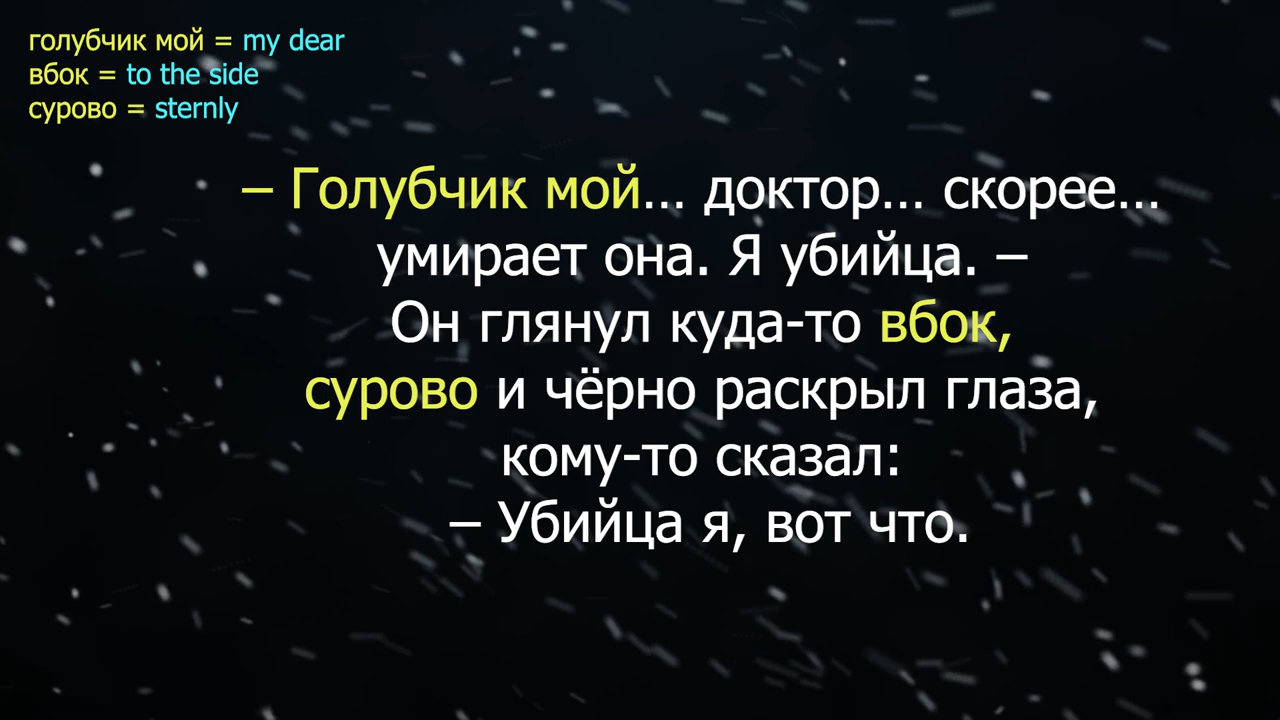 голубчик мой = my dear
вбок = to the side
сурово = sternly
– Голубчик мой... доктор... скорее...
умирает она. Я убийца. –
Он глянул куда-то вбок,
сурово и чёрно раскрыл глаза,
кому-то сказал:
– Убийца я, вот что.